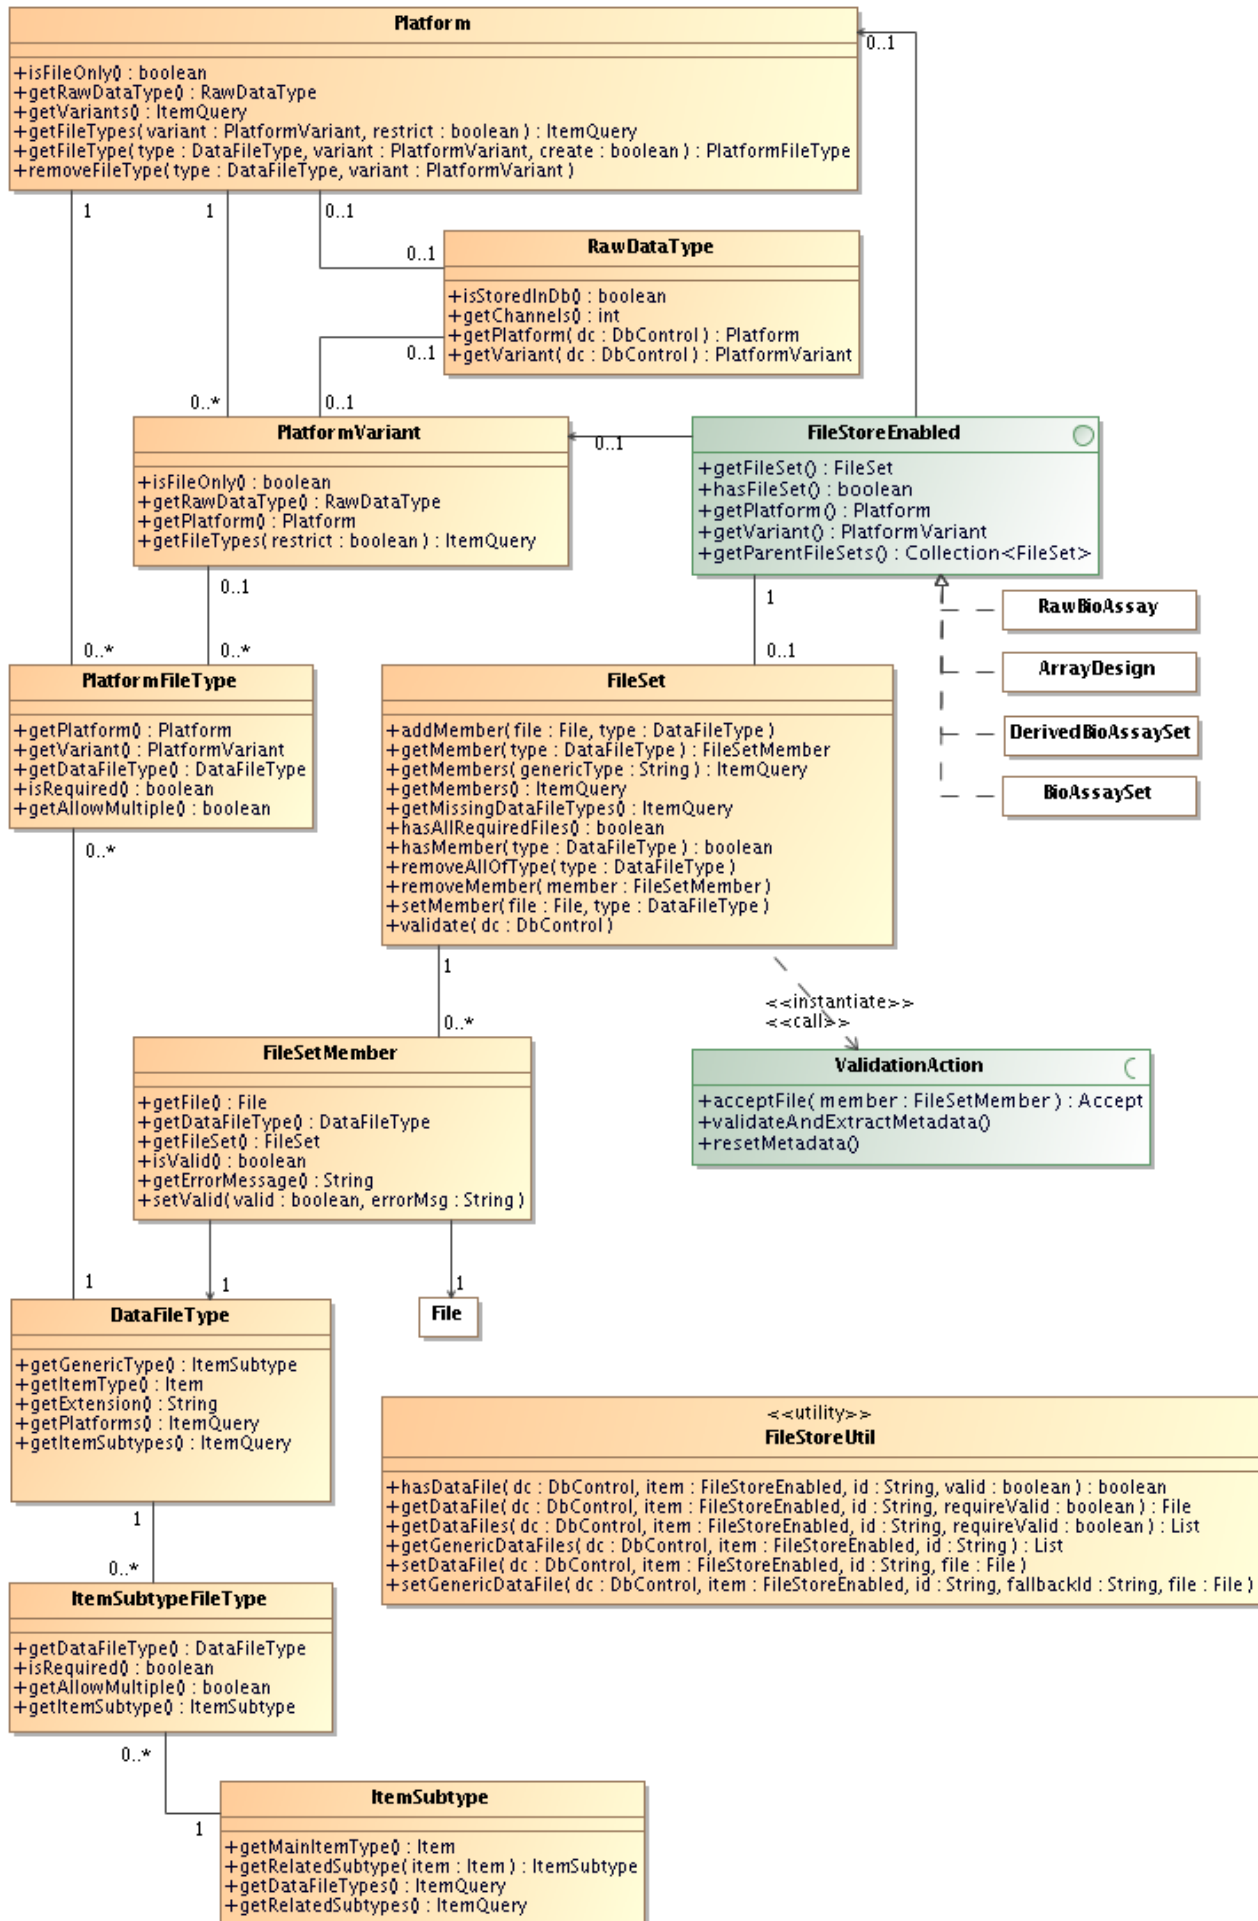 Platform
+isFileOnly() : boolean
+getRawDataType() : RawDataType
+getVariants() : ItemQuery
+getFileTypes( variant : PlatformVariant, restrict : boolean ) : ItemQuery
+getFileType( type : DataFileType, variant : PlatformVariant, create : boolean ) : PlatformFileType
+removeFileType( type : DataFileType, variant : PlatformVariant )
0..1
1
1
0..1
0..1
RawDataType
+isStoredInDb() : boolean
+getChannels() : int
+getPlatform( dc : DbControl ) : Platform
+getVariant( dc : DbControl ) : PlatformVariant
0..1
0..*
0..1
PlatformVariant
+isFileOnly() : boolean
+getRawDataType() : RawDataType
+getPlatform() : Platform
+getFileTypes( restrict : boolean ) : ItemQuery
0..1
FileStoreEnabled
+getFileSet() : FileSet
+hasFileSet() : boolean
+getPlatform() : Platform
+getVariant() : PlatformVariant
+getParentFileSets() : Collection<FileSet>
0..1
1
RawBioAssay
ArrayDesign
DerivedBioAssaySet
BioAssaySet
0..*
0..*
0..1
PlatformFileType
+getPlatform() : Platform
+getVariant() : PlatformVariant
+getDataFileType() : DataFileType
+isRequired() : boolean
+getAllowMultiple() : boolean
0..*
FileSet
+addMember( file : File, type : DataFileType )
+getMember( type : DataFileType ) : FileSetMember
+getMembers( genericType : String ) : ItemQuery
+getMembers() : ItemQuery
+getMissingDataFileTypes() : ItemQuery
+hasAllRequiredFiles() : boolean
+hasMember( type : DataFileType ) : boolean
+removeAllOfType( type : DataFileType )
+removeMember( member : FileSetMember )
+setMember( file : File, type : DataFileType )
+validate( dc : DbControl )
1
<<instantiate>>
<<call>>
0..*
FileSetMember
+getFile() : File
+getDataFileType() : DataFileType
+getFileSet() : FileSet
+isValid() : boolean
+getErrorMessage() : String
+setValid( valid : boolean, errorMsg : String )
ValidationAction
+acceptFile( member : FileSetMember ) : Accept
+validateAndExtractMetadata()
+resetMetadata()
1
1
1
File
DataFileType
+getGenericType() : ItemSubtype
+getItemType() : Item
+getExtension() : String
+getPlatforms() : ItemQuery
+getItemSubtypes() : ItemQuery
1
0..*
<<utility>>
FileStoreUtil
+hasDataFile( dc : DbControl, item : FileStoreEnabled, id : String, valid : boolean ) : boolean
+getDataFile( dc : DbControl, item : FileStoreEnabled, id : String, requireValid : boolean ) : File
+getDataFiles( dc : DbControl, item : FileStoreEnabled, id : String, requireValid : boolean ) : List
+getGenericDataFiles( dc : DbControl, item : FileStoreEnabled, id : String ) : List
+setDataFile( dc : DbControl, item : FileStoreEnabled, id : String, file : File )
+setGenericDataFile( dc : DbControl, item : FileStoreEnabled, id : String, fallbackId : String, file : File )
ItemSubtypeFileType
+getDataFileType() : DataFileType
+isRequired() : boolean
+getAllowMultiple() : boolean
+getItemSubtype() : ItemSubtype
0..*
1
ItemSubtype
+getMainItemType() : Item
+getRelatedSubtype( item : Item ) : ItemSubtype
+getDataFileTypes() : ItemQuery
+getRelatedSubtypes() : ItemQuery